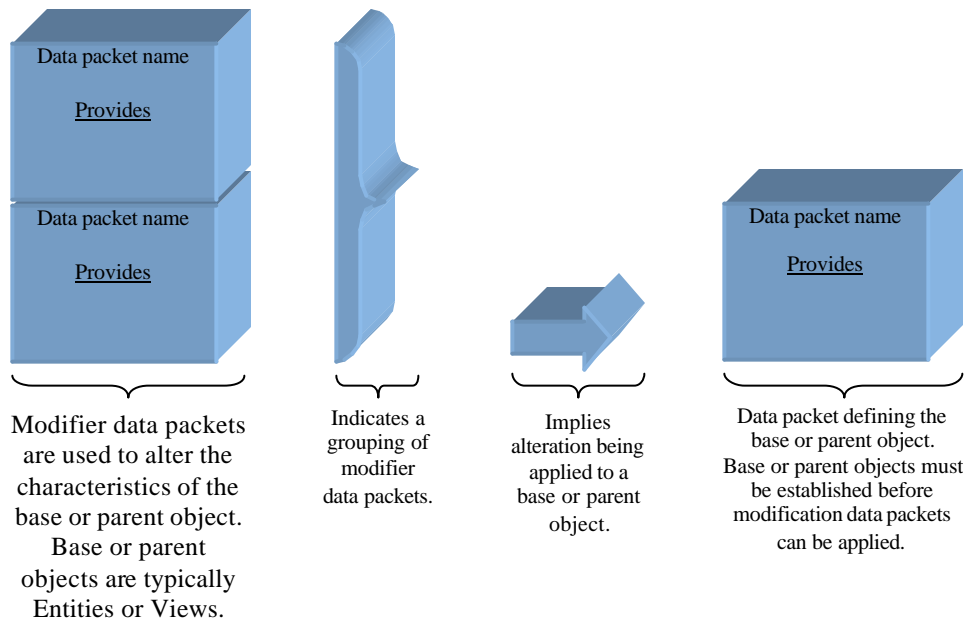 Data packet name
Provides
Data packet name
Provides
Modifier data packets
are used to alter the
characteristics of the
base or parent object.
Base or parent
objects are typically
Entities or Views.
Indicates a
grouping of
modifier
data packets.
Implies
alteration being
applied to a
base or parent
object.
Data packet name
Provides
Data packet defining the
base or parent object.
Base or parent objects must
be established before
modification data packets
can be applied.